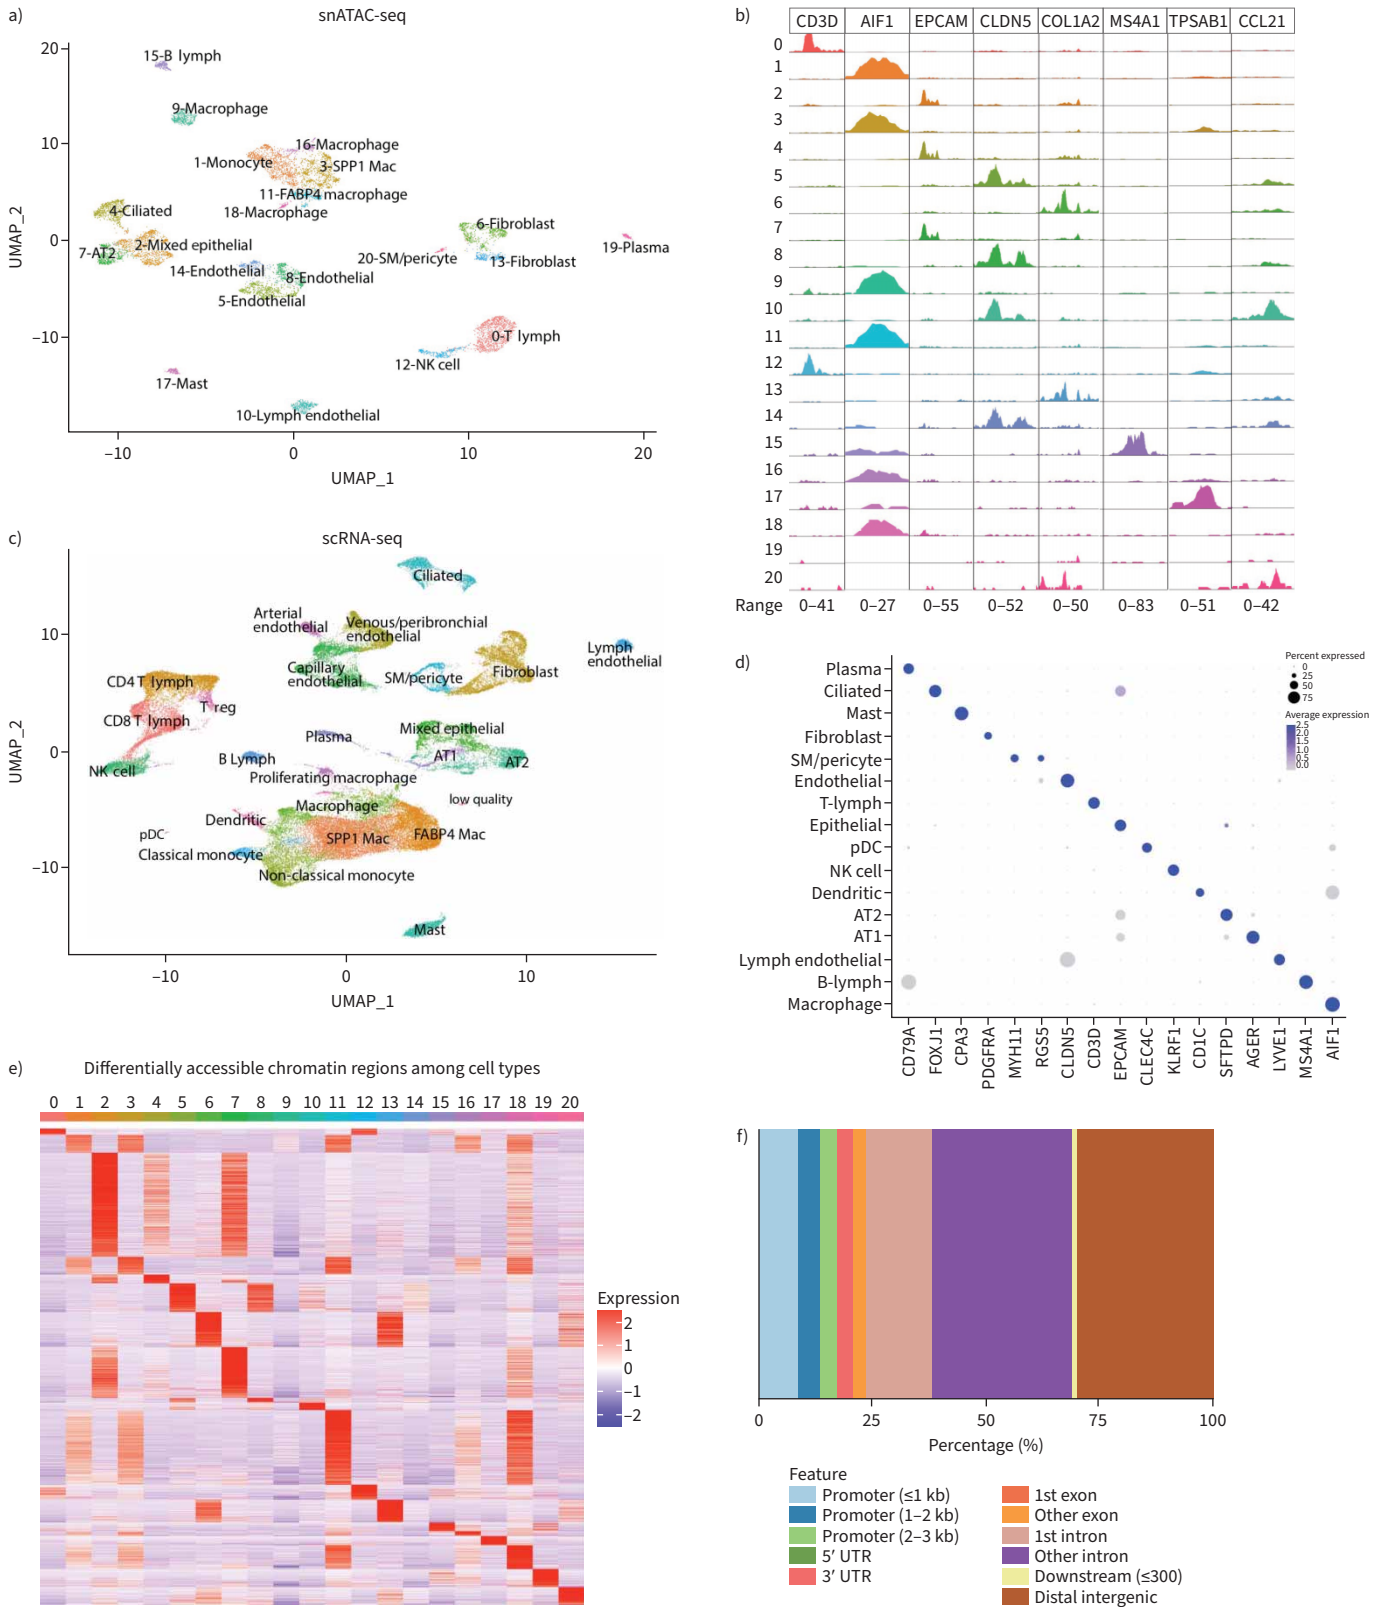 a)
snATAC-seq
20
10
0
−10
UMAP_2
15-B lymph
9-Macrophage
16-Macrophage
1-Monocyte
3-SPP1 Mac
11-FABP4 macrophage
18-Macrophage
4-Ciliated
6-Fibroblast
2-Mixed epithelial
7-AT2
19-Plasma
20-SM/pericyte
13-Fibroblast
14-Endothelial
8-Endothelial
5-Endothelial
0-T lymph
12-NK cell
17-Mast
10-Lymph endothelial
−10 0 10 20
UMAP_1
b)
CD3D AIF1 EPCAM CLDN5 COL1A2 MS4A1 TPSAB1 CCL21
0
1
2
3
4
5
6
7
8
9
10
11
12
13
14
15
16
17
18
19
20
Range 0–41 0–27 0–55 0–52 0–50 0–83 0–51 0–42
c)
scRNA-seq
10
0
−10
UMAP_2
Ciliated
Arterial
endothelial
Venous/peribronchial
endothelial
Lymph
endothelial
Capillary
endothelial
SM/pericyte
Fibroblast
CD4 T lymph
T reg
CD8 T lymph
Mixed epithelial
Plasma
AT1
AT2
B Lymph
NK cell
Proliferating macrophage
low quality
Macrophage
Dendritic
pDC
SPP1 Mac
FABP4 Mac
Classical monocyte
Non-classical monocyte
Mast
−10 0 10
UMAP_1
d)
Plasma
Ciliated
Mast
Fibroblast
SM/pericyte
Endothelial
T-lymph
Epithelial
pDC
NK cell
Dendritic
AT2
AT1
Lymph endothelial
B-lymph
Macrophage
CD79A FOXJ1 CPA3 PDGFRA MYH11 RGS5 CLDN5 CD3D EPCAM CLEC4C KLRF1 CD1C SFTPD AGER LYVE1 MS4A1 AIF1
Percent expressed
0
25
50
75
Average expression
2.5
2.0
1.5
1.0
0.5
0.0
e)
Differentially accessible chromatin regions among cell types
0 1 2 3 4 5 6 7 8 9 10 11 12 13 14 15 16 17 18 19 20
Expression
2
1
0
−1
−2
f)
0 25 50 75 100
Percentage (%)
Feature
Promoter (≤1 kb)
Promoter (1–2 kb)
Promoter (2–3 kb)
5′ UTR
3′ UTR
1st exon
Other exon
1st intron
Other intron
Downstream (≤300)
Distal intergenic